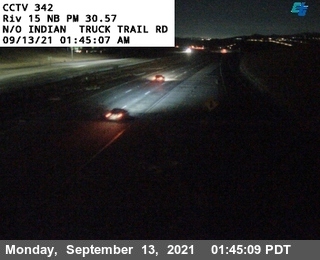 CCTV 342
Riv 15 NB PM 30.57
N/O INDIAN  TRUCK TRAIL RD
09/13/21 01:45:07 AM
Monday, September 13, 2021 01:45:09 PDT